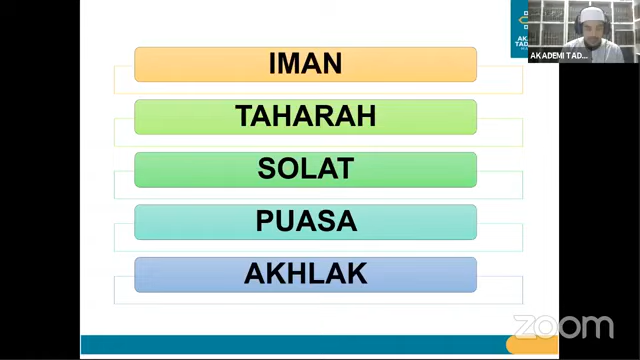 AKADEMI TAD...
IMAN
TAHARAH
SOLAT
PUASA
AKHLAK
zoom